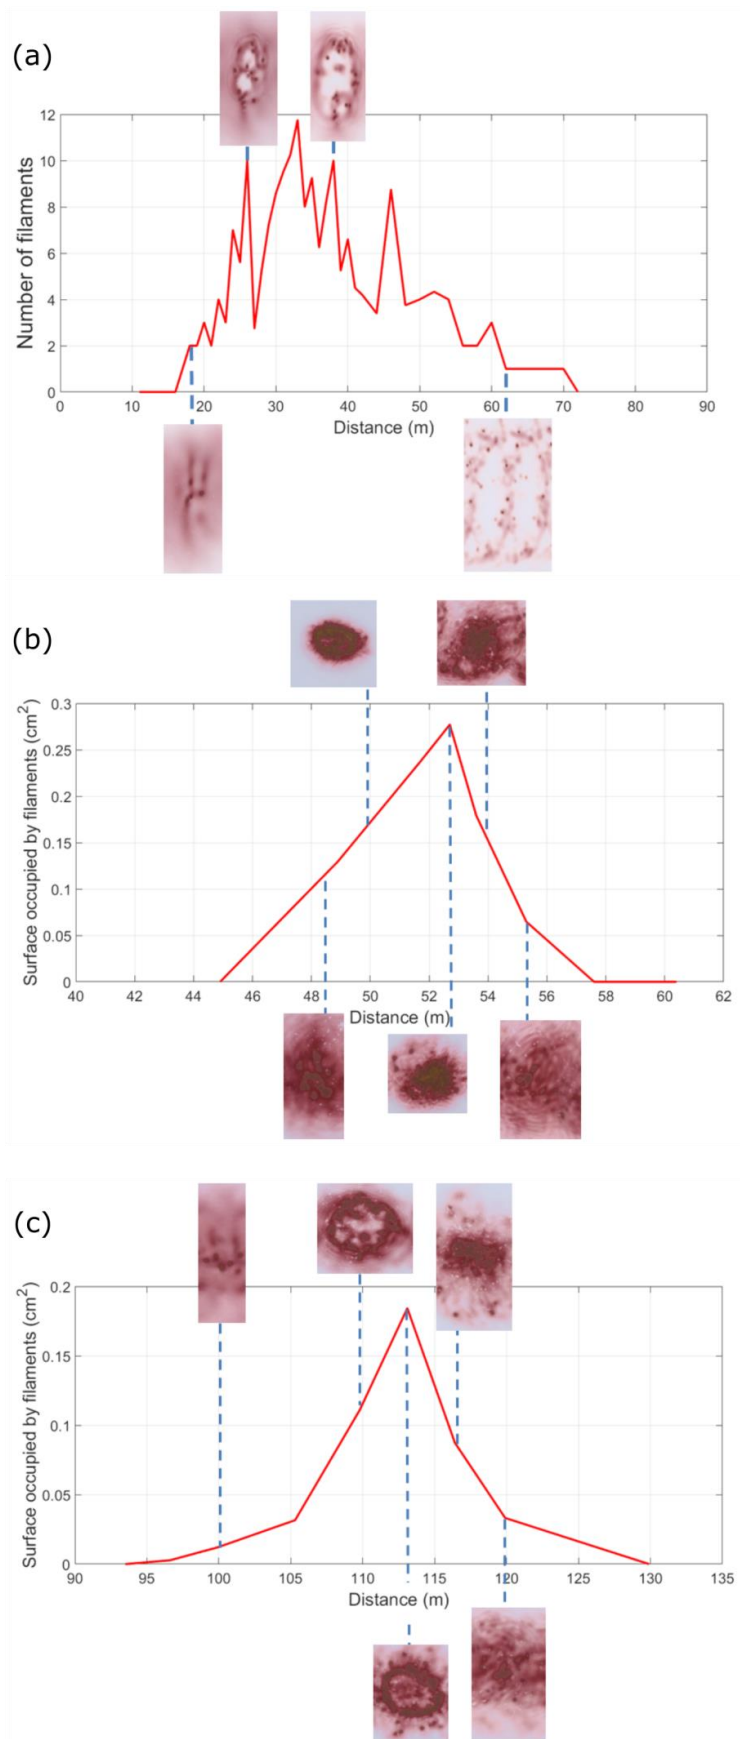 (a)
12
10
8
6
4
2
0
Number of filaments
0 10 20 30 40 50 60 70 80 90
Distance (m)
(b)
0.3
0.25
0.2
0.15
0.1
0.05
0
Surface occupied by filaments (cm²)
40 42 44 46 48 50 52 54 56 58 60 62
Distance (m)
(c)
0.2
0.15
0.1
0.05
0
Surface occupied by filaments (cm²)
90 95 100 105 110 115 120 125 130 135
Distance (m)